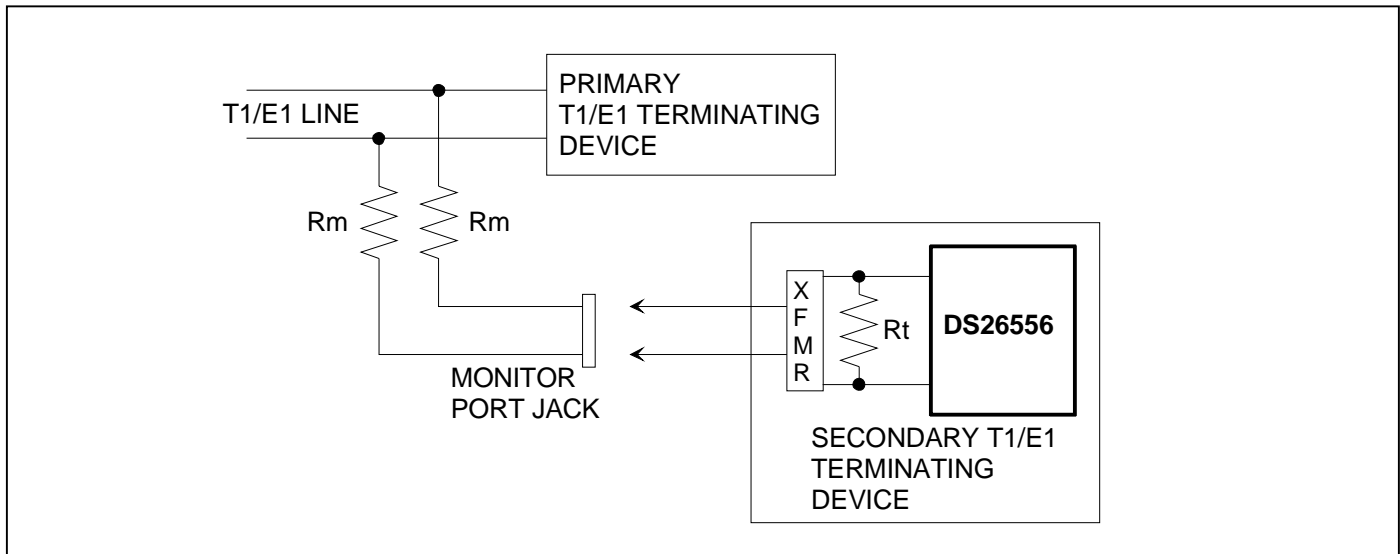 PRIMARY
T1/E1 TERMINATING
DEVICE
T1/E1 LINE
Rm
Rm
MONITOR
PORT JACK
X
F
M
R
Rt
DS26556
SECONDARY T1/E1
TERMINATING
DEVICE